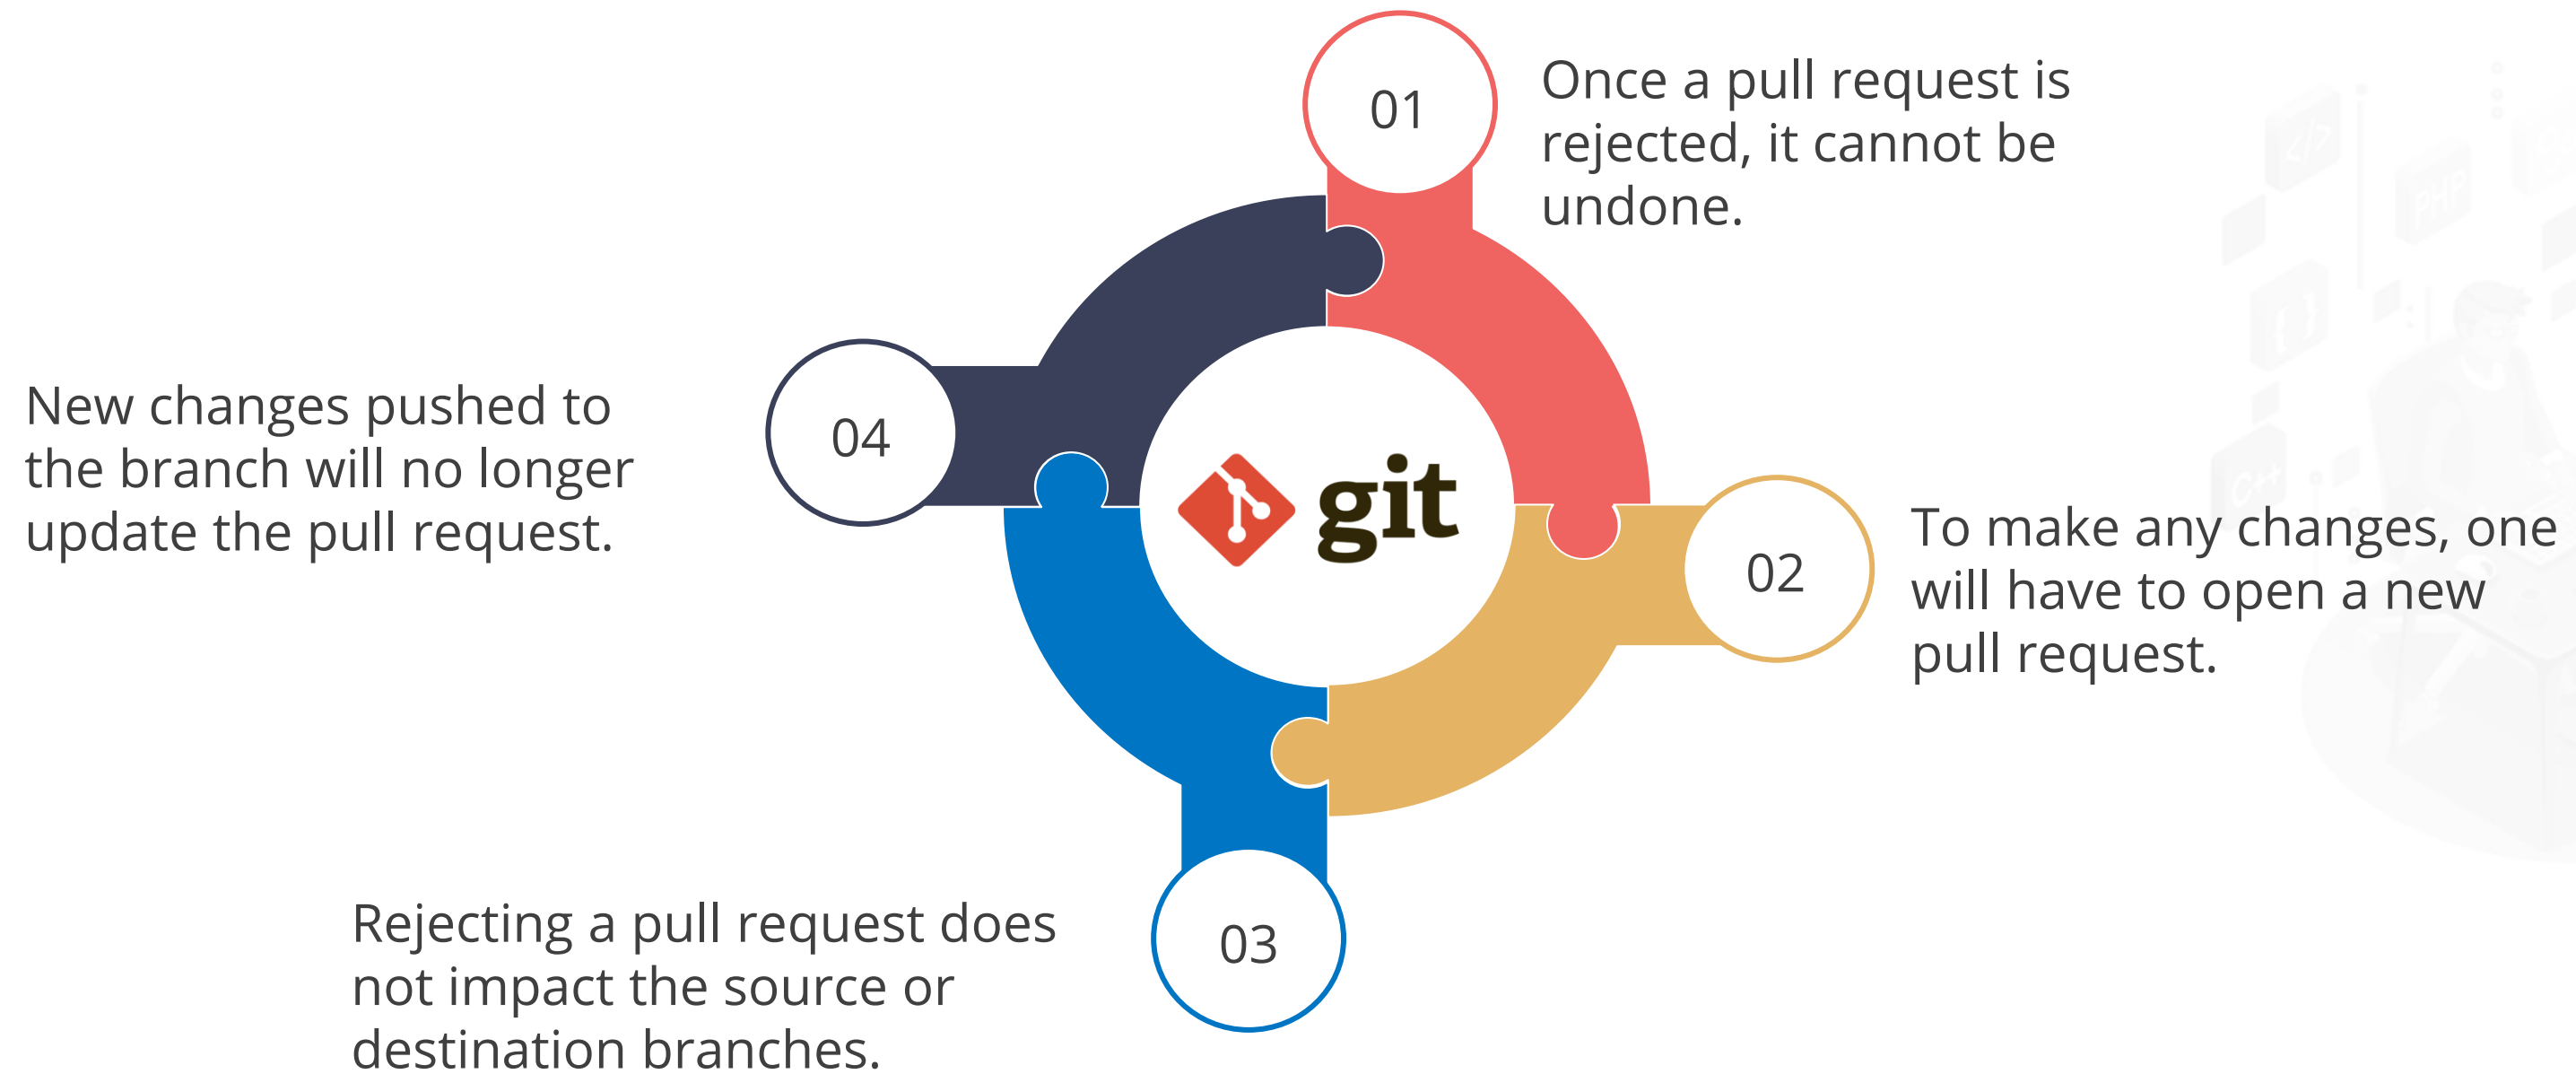 01
Once a pull request is
rejected, it cannot be
undone.
02
To make any changes, one
will have to open a new
pull request.
03
Rejecting a pull request does
not impact the source or
destination branches.
04
New changes pushed to
the branch will no longer
update the pull request.
git
</>
PHP
{ }
C++